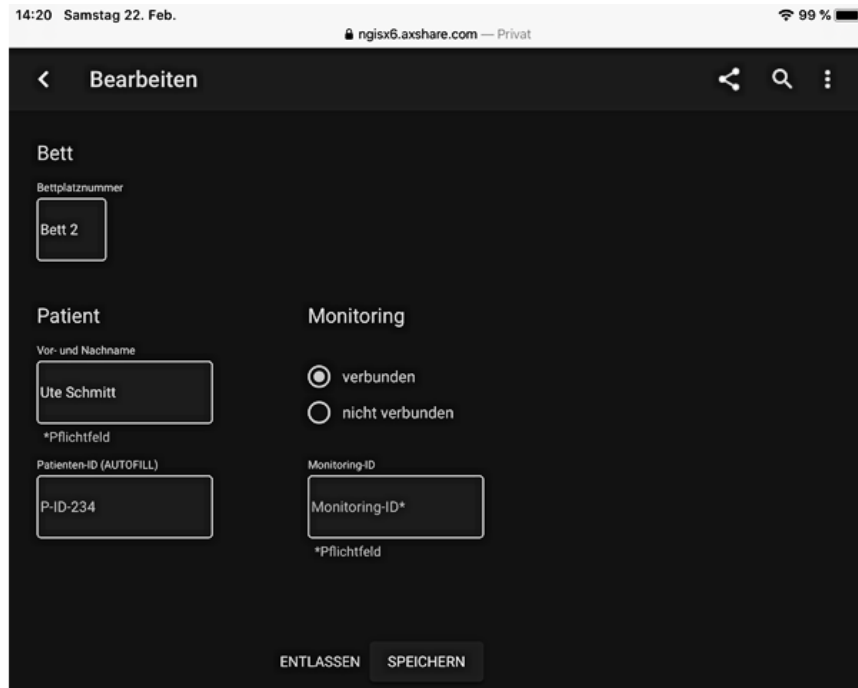 14:20 Samstag 22. Feb. 99 %
ngisx6.axshare.com — Privat
Bearbeiten
Bett
Bettplatznummer
Bett 2
Patient
Vor- und Nachname
Ute Schmitt
*Pflichtfeld
Patienten-ID (AUTOFILL)
P-ID-234
Monitoring
verbunden
nicht verbunden
Monitoring-ID
Monitoring-ID*
*Pflichtfeld
ENTLASSEN SPEICHERN